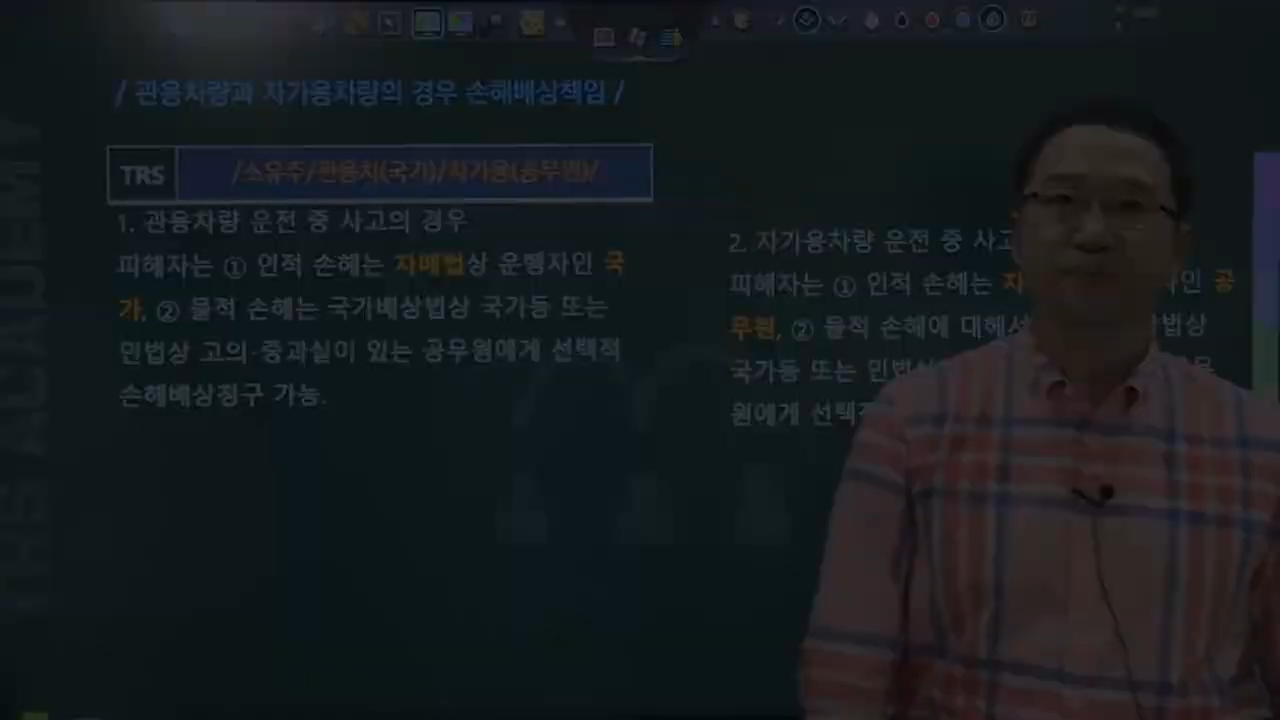 / 관용차량과 자가용차량의 경우 손해배상책임 /
TRS
/소유주/관용차(국가)/자가용(공무원)/
1. 관용차량 운전 중 사고의 경우
피해자는 ① 인적 손해는 자배법상 운행자인 국
가, ② 물적 손해는 국가배상법상 국가등 또는
민법상 고의·중과실이 있는 공무원에게 선택적
손해배상청구 가능.
2. 자가용차량 운전 중 사고
피해자는 ① 인적 손해는 자 인 공
무원, ② 물적 손해에 대해서 법상
국가등 또는 민법상
원에게 선택적
ACADEMY